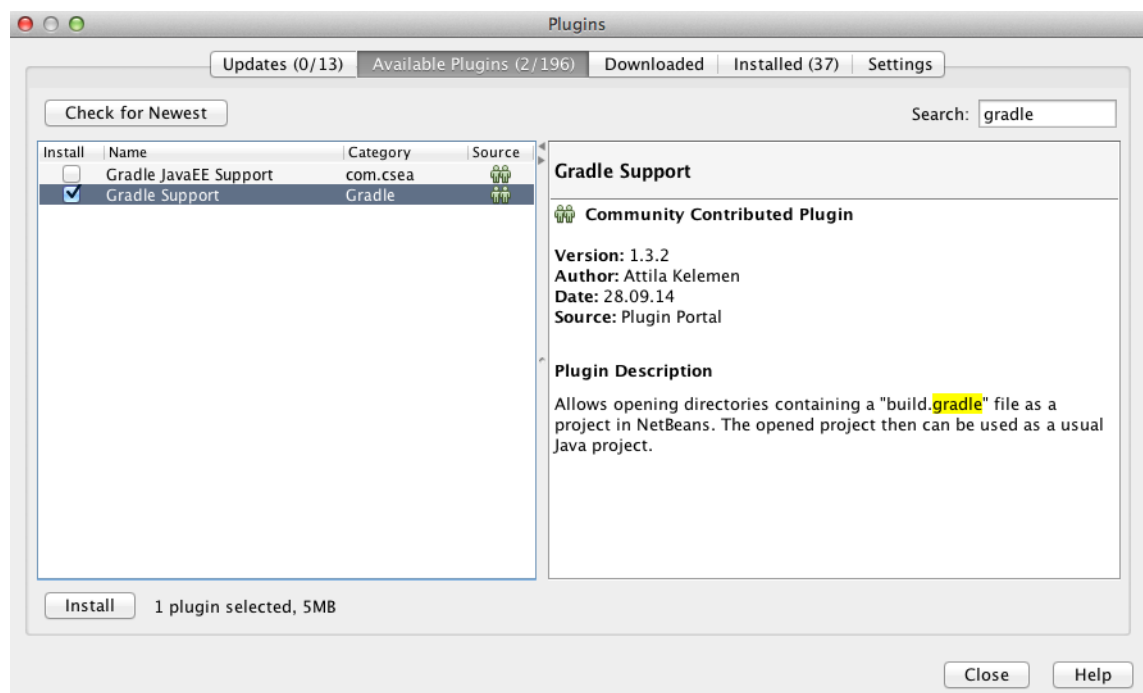 Plugins
Updates (0/13) Available Plugins (2/196) Downloaded Installed (37) Settings
Check for Newest
Search: gradle
Install Name Category Source
Gradle JavaEE Support com.csea
Gradle Support Gradle
Gradle Support
Community Contributed Plugin
Version: 1.3.2
Author: Attila Kelemen
Date: 28.09.14
Source: Plugin Portal
Plugin Description
Allows opening directories containing a "build.gradle" file as a
project in NetBeans. The opened project then can be used as a usual
Java project.
Install 1 plugin selected, 5MB
Close Help